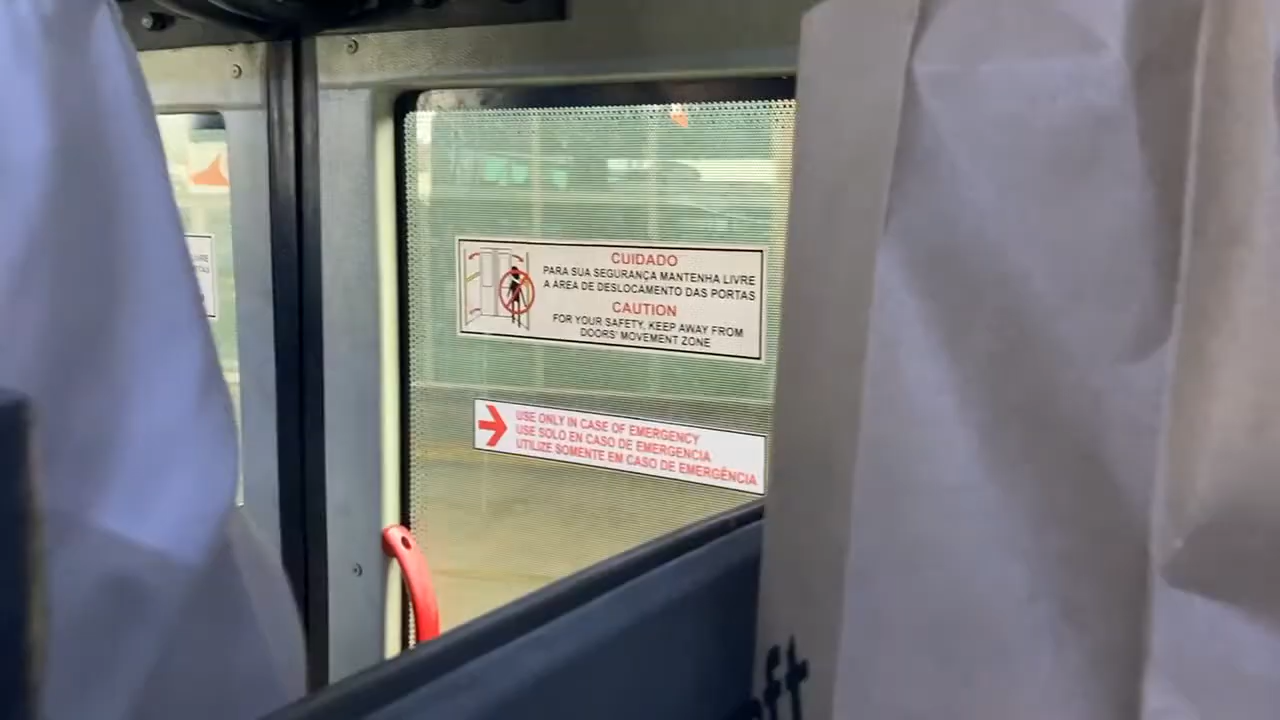 CUIDADO
PARA SUA SEGURANÇA MANTENHA LIVRE
A ÁREA DE DESLOCAMENTO DAS PORTAS
CAUTION
FOR YOUR SAFETY, KEEP AWAY FROM
DOORS' MOVEMENT ZONE
USE ONLY IN CASE OF EMERGENCY
USE SOLO EN CASO DE EMERGENCIA
UTILIZE SOMENTE EM CASO DE EMERGÊNCIA